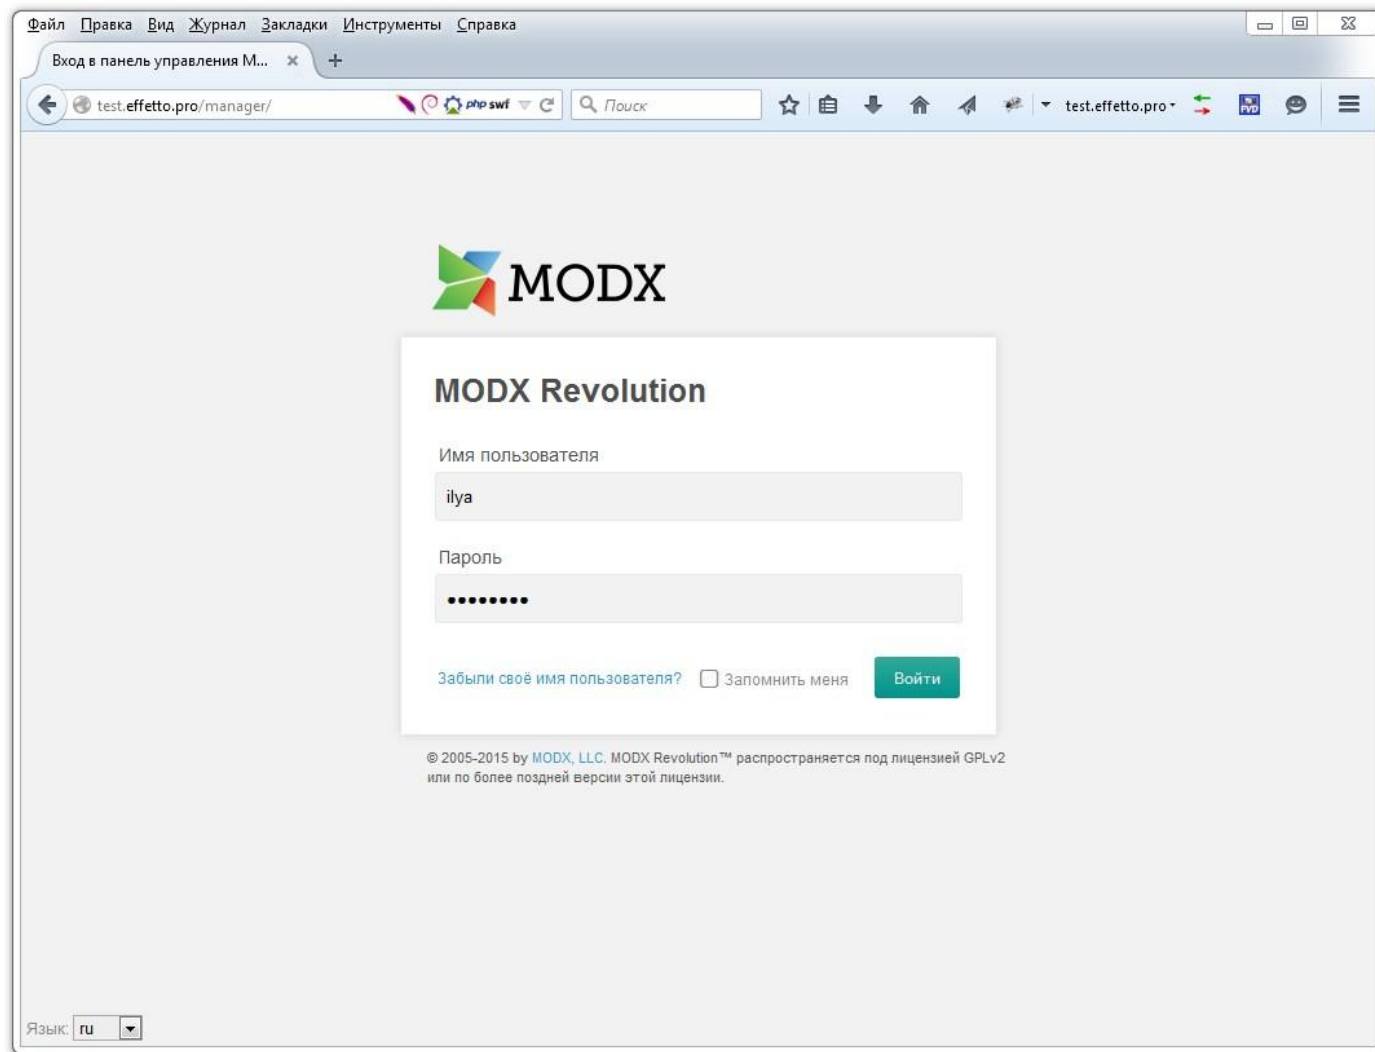 Файл Правка Вид Журнал Закладки Инструменты Справка
Вход в панель управления M...
test.effetto.pro/manager/ php swf Поиск test.effetto.pro FVD
MODX
MODX Revolution
Имя пользователя
ilya
Пароль
Забыли своё имя пользователя? Запомнить меня Войти
© 2005-2015 by MODX, LLC. MODX Revolution™ распространяется под лицензией GPLv2
или по более поздней версии этой лицензии.
Язык: ru